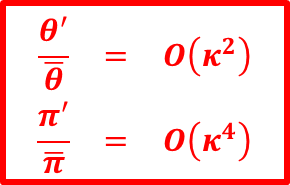 θ′/θ̿ = O(κ²)
π′/π̿ = O(κ⁴)